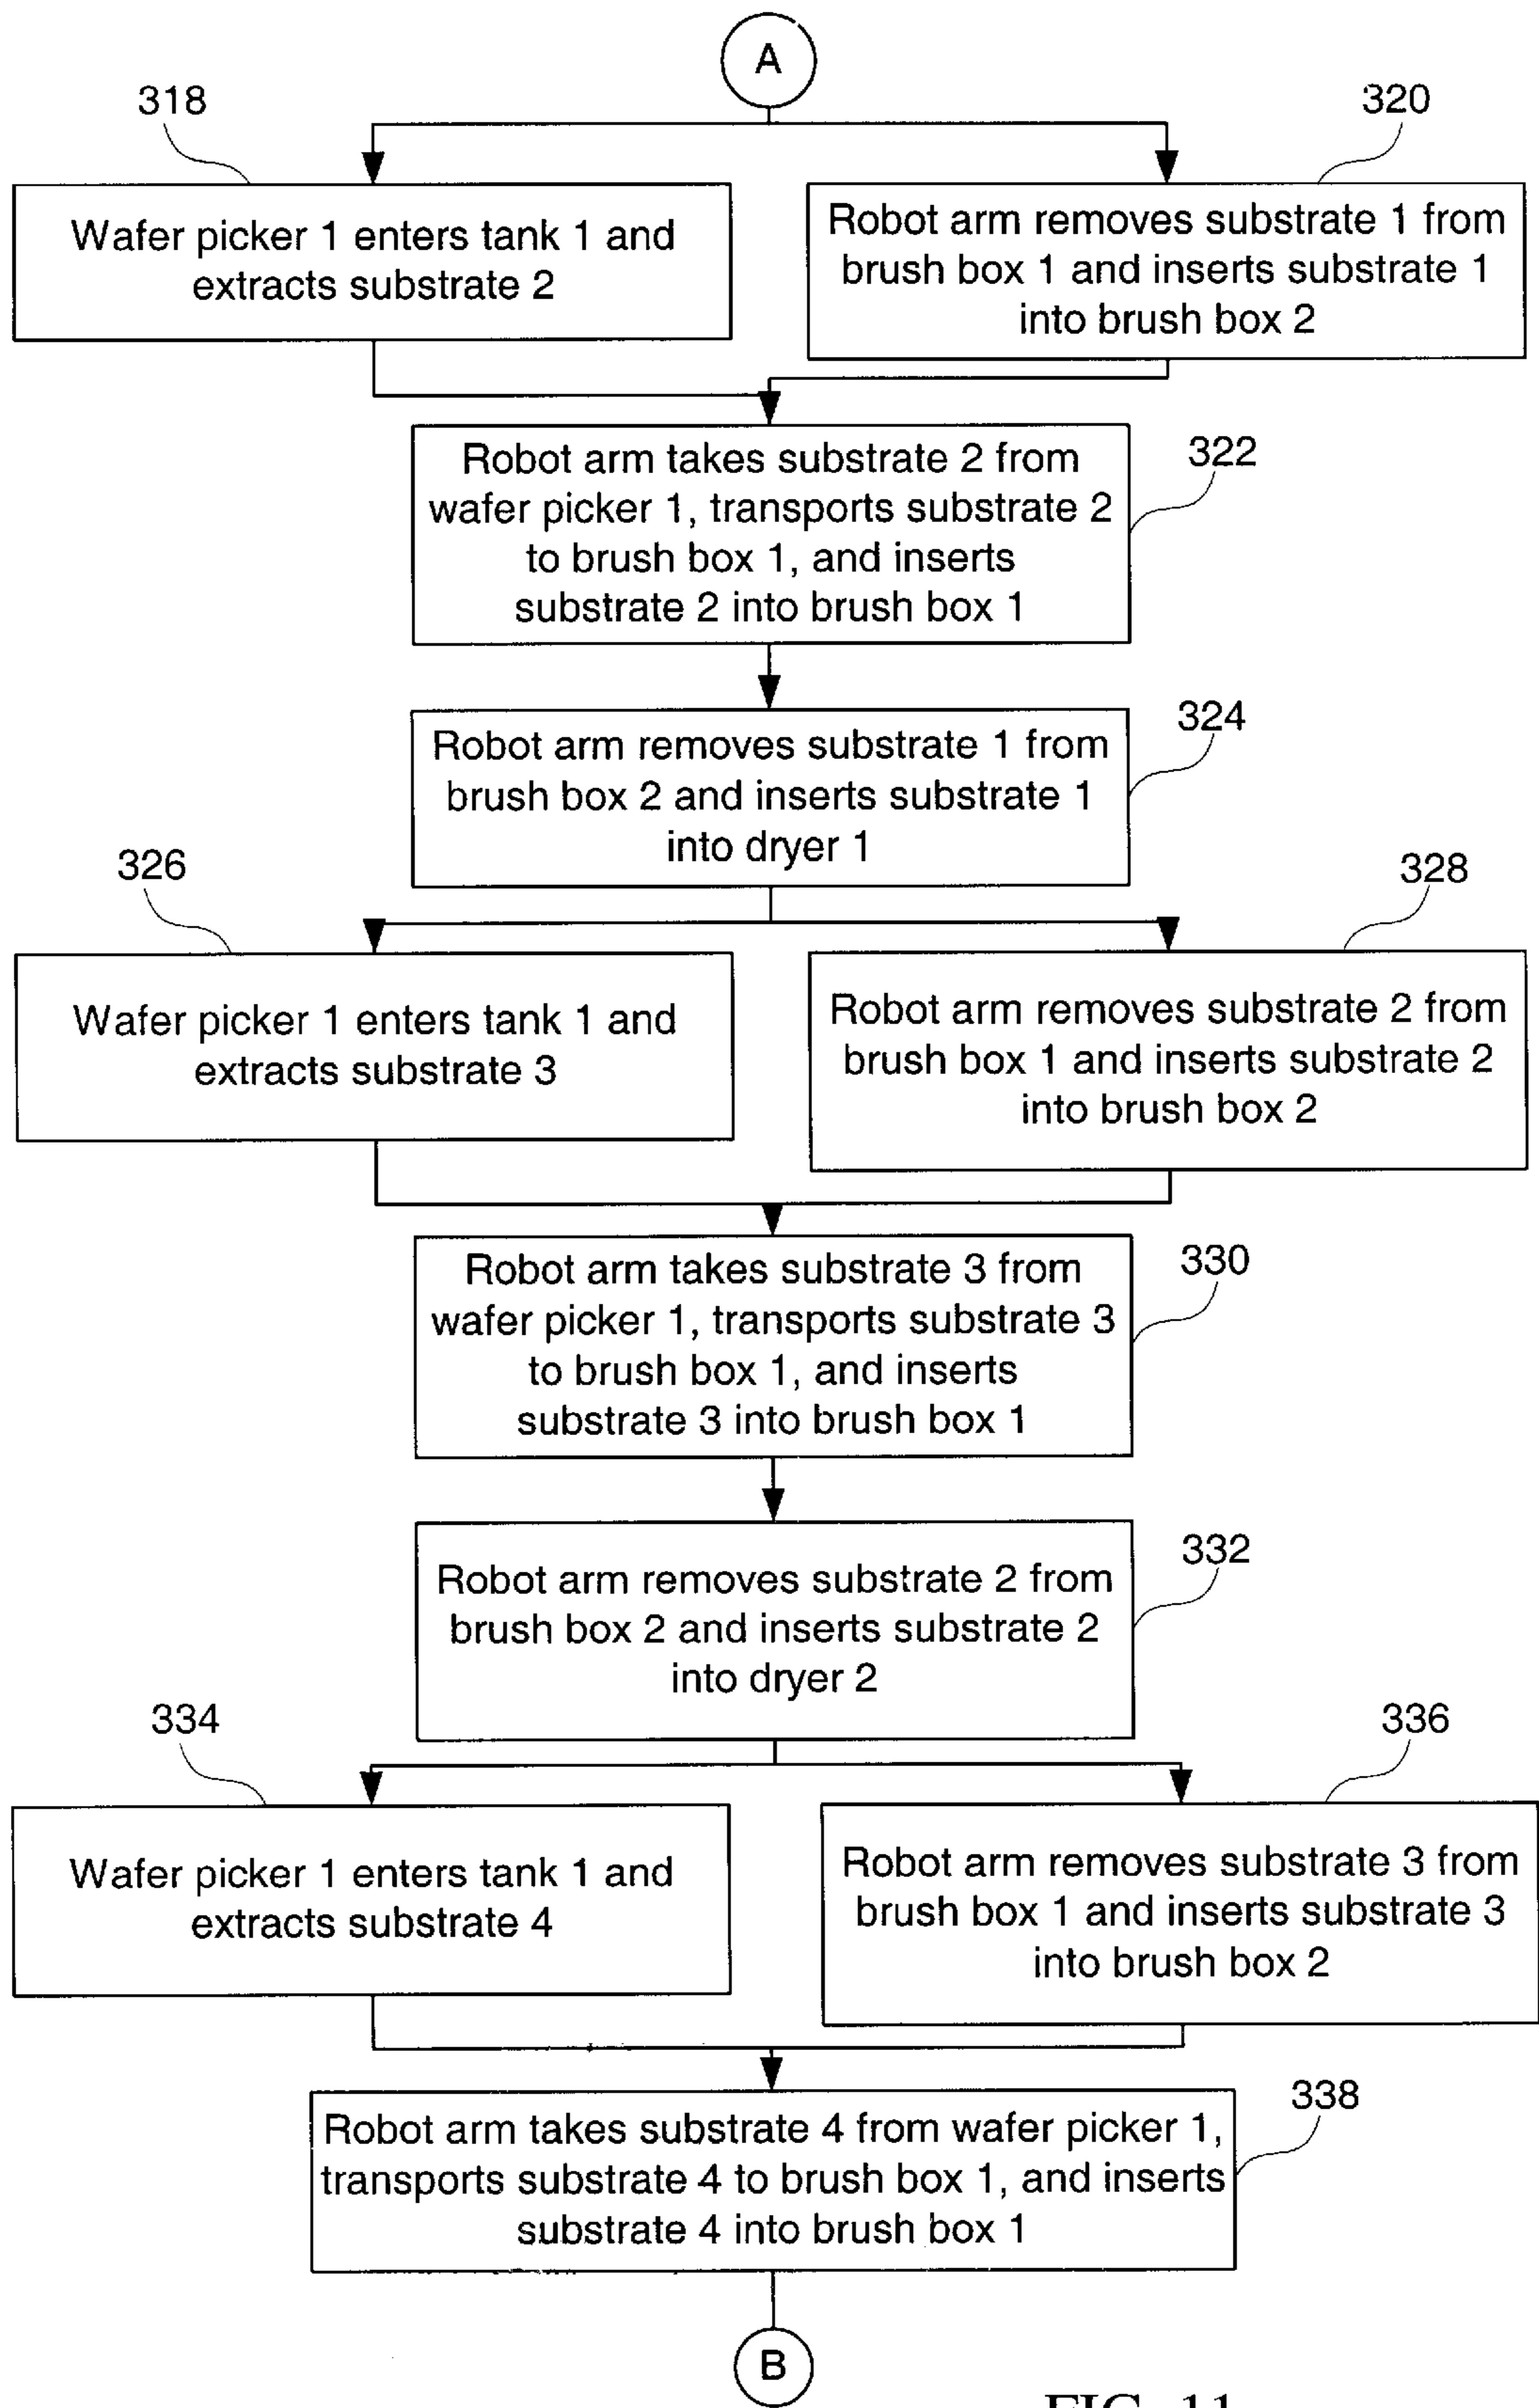 A
318
320
Wafer picker 1 enters tank 1 and
extracts substrate 2
Robot arm removes substrate 1 from
brush box 1 and inserts substrate 1
into brush box 2
Robot arm takes substrate 2 from
wafer picker 1, transports substrate 2
to brush box 1, and inserts
substrate 2 into brush box 1
322
Robot arm removes substrate 1 from
brush box 2 and inserts substrate 1
into dryer 1
324
326
328
Wafer picker 1 enters tank 1 and
extracts substrate 3
Robot arm removes substrate 2 from
brush box 1 and inserts substrate 2
into brush box 2
Robot arm takes substrate 3 from
wafer picker 1, transports substrate 3
to brush box 1, and inserts
substrate 3 into brush box 1
330
Robot arm removes substrate 2 from
brush box 2 and inserts substrate 2
into dryer 2
332
334
336
Wafer picker 1 enters tank 1 and
extracts substrate 4
Robot arm removes substrate 3 from
brush box 1 and inserts substrate 3
into brush box 2
Robot arm takes substrate 4 from wafer picker 1,
transports substrate 4 to brush box 1, and inserts
substrate 4 into brush box 1
338
B
FIG. 11